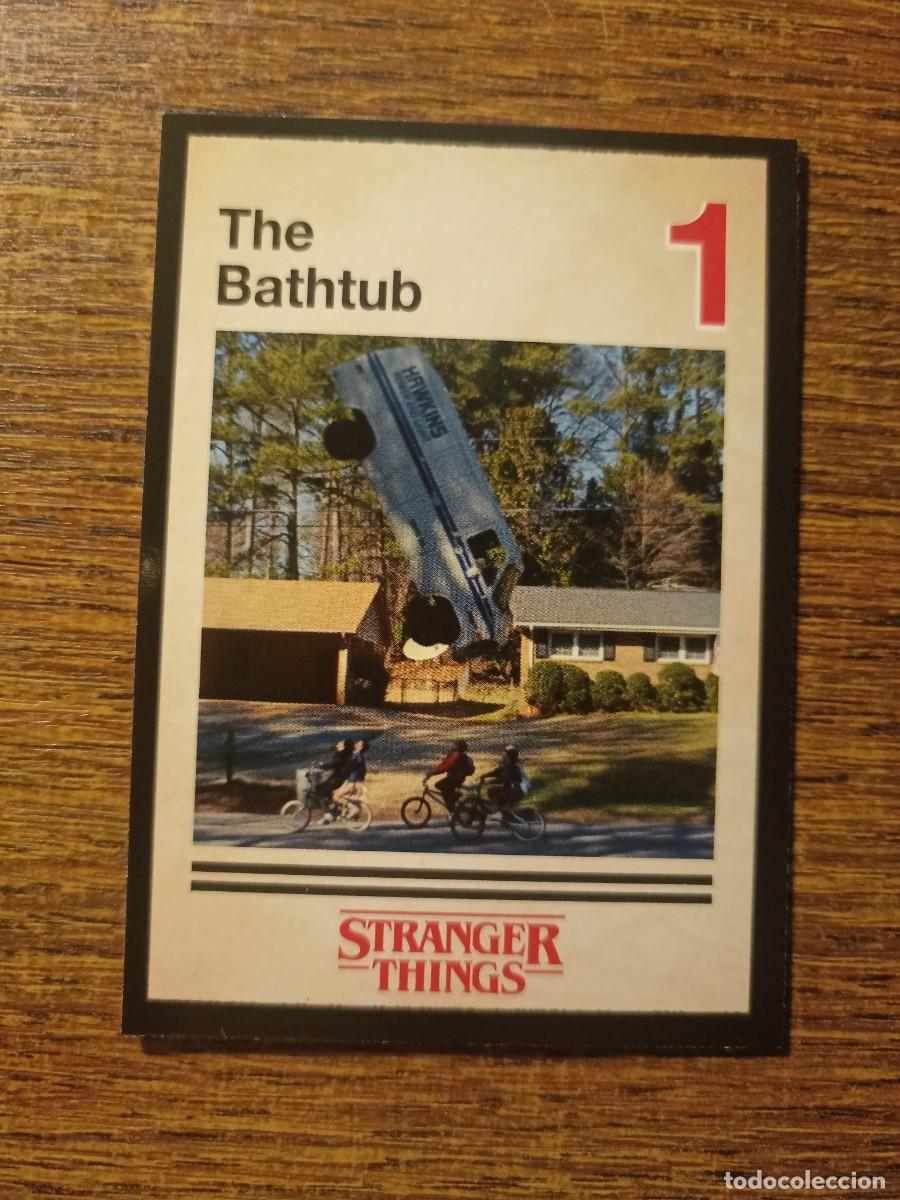 The
Bathtub
1
HAWKINS
STRANGER
THINGS
todocoleccion